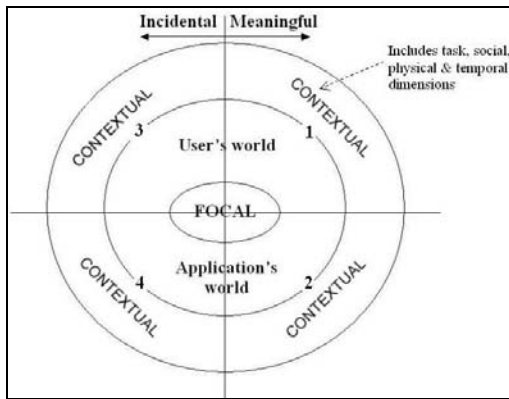 Incidental Meaningful
Includes task, social,
physical & temporal
dimensions
CONTEXTUAL
CONTEXTUAL
3
1
User's world
FOCAL
Application's
world
4
2
CONTEXTUAL
CONTEXTUAL